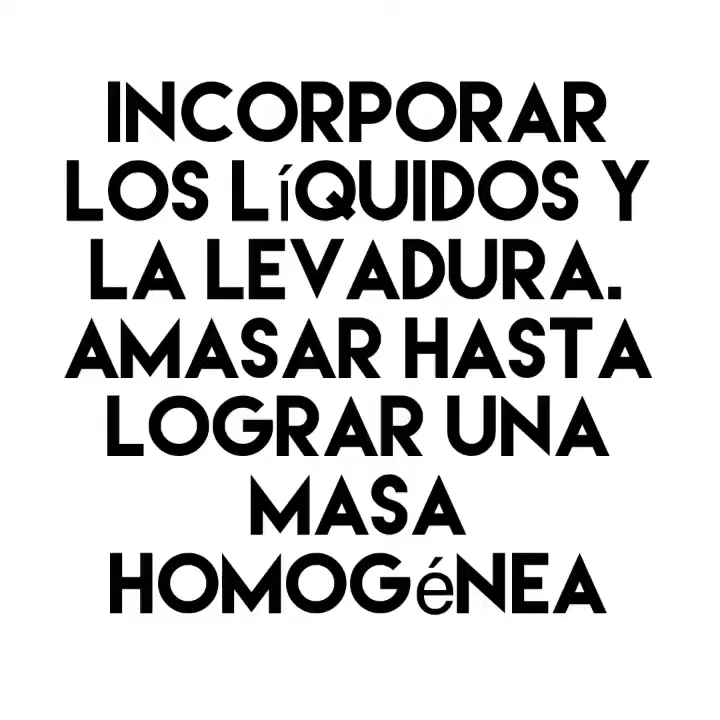 INCORPORAR
LOS LíQUIDOS Y
LA LEVADURA.
AMASAR HASTA
LOGRAR UNA
MASA
HOMOGéNEA